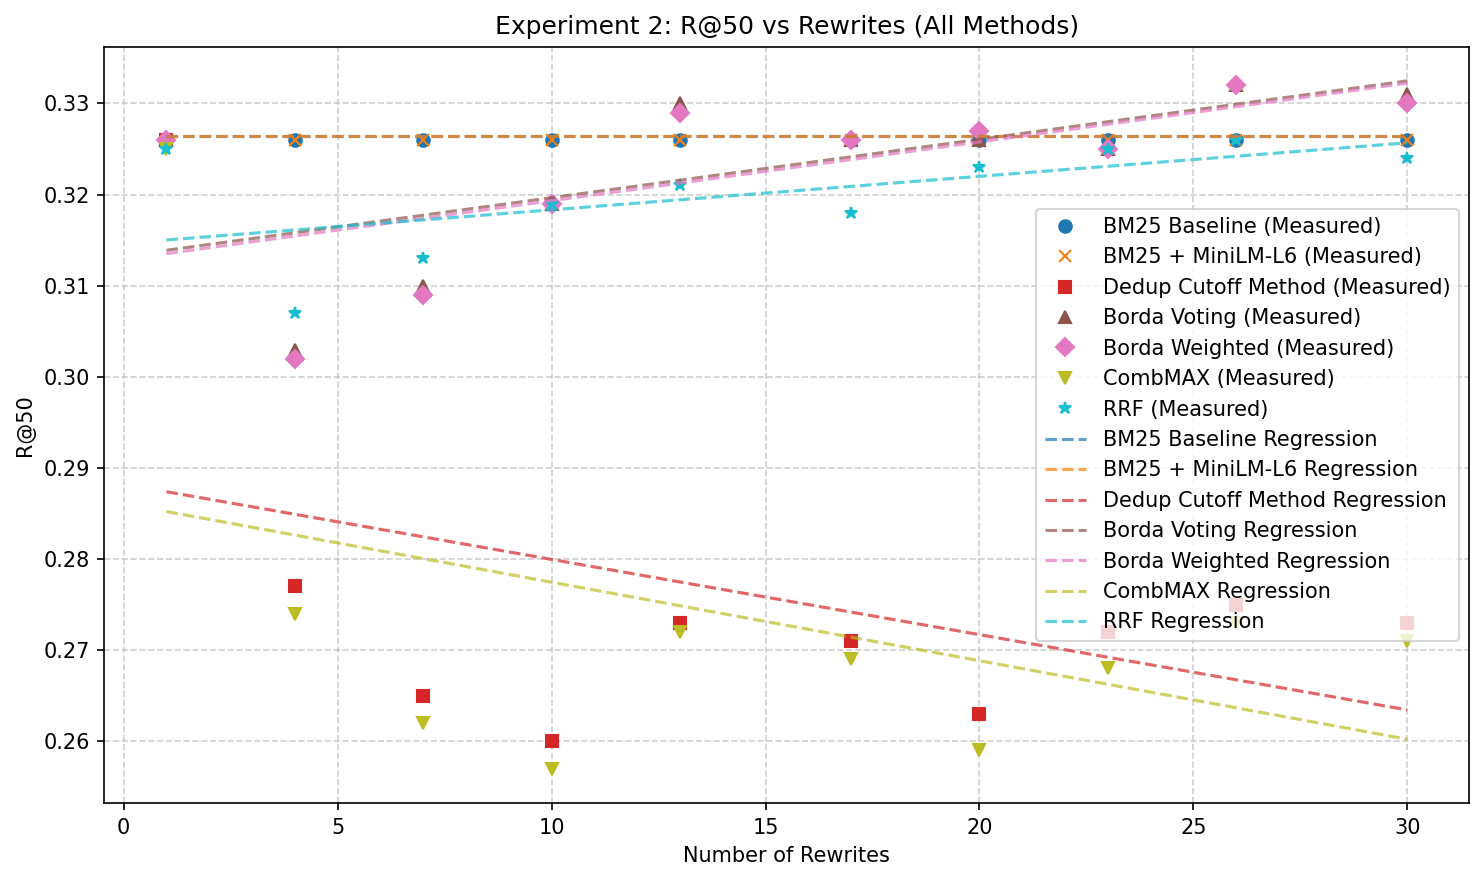 Experiment 2: R@50 vs Rewrites (All Methods)
R@50
0.33
0.32
0.31
0.30
0.29
0.28
0.27
0.26
BM25 Baseline (Measured)
BM25 + MiniLM-L6 (Measured)
Dedup Cutoff Method (Measured)
Borda Voting (Measured)
Borda Weighted (Measured)
CombMAX (Measured)
RRF (Measured)
BM25 Baseline Regression
BM25 + MiniLM-L6 Regression
Dedup Cutoff Method Regression
Borda Voting Regression
Borda Weighted Regression
CombMAX Regression
RRF Regression
0 5 10 15 20 25 30
Number of Rewrites